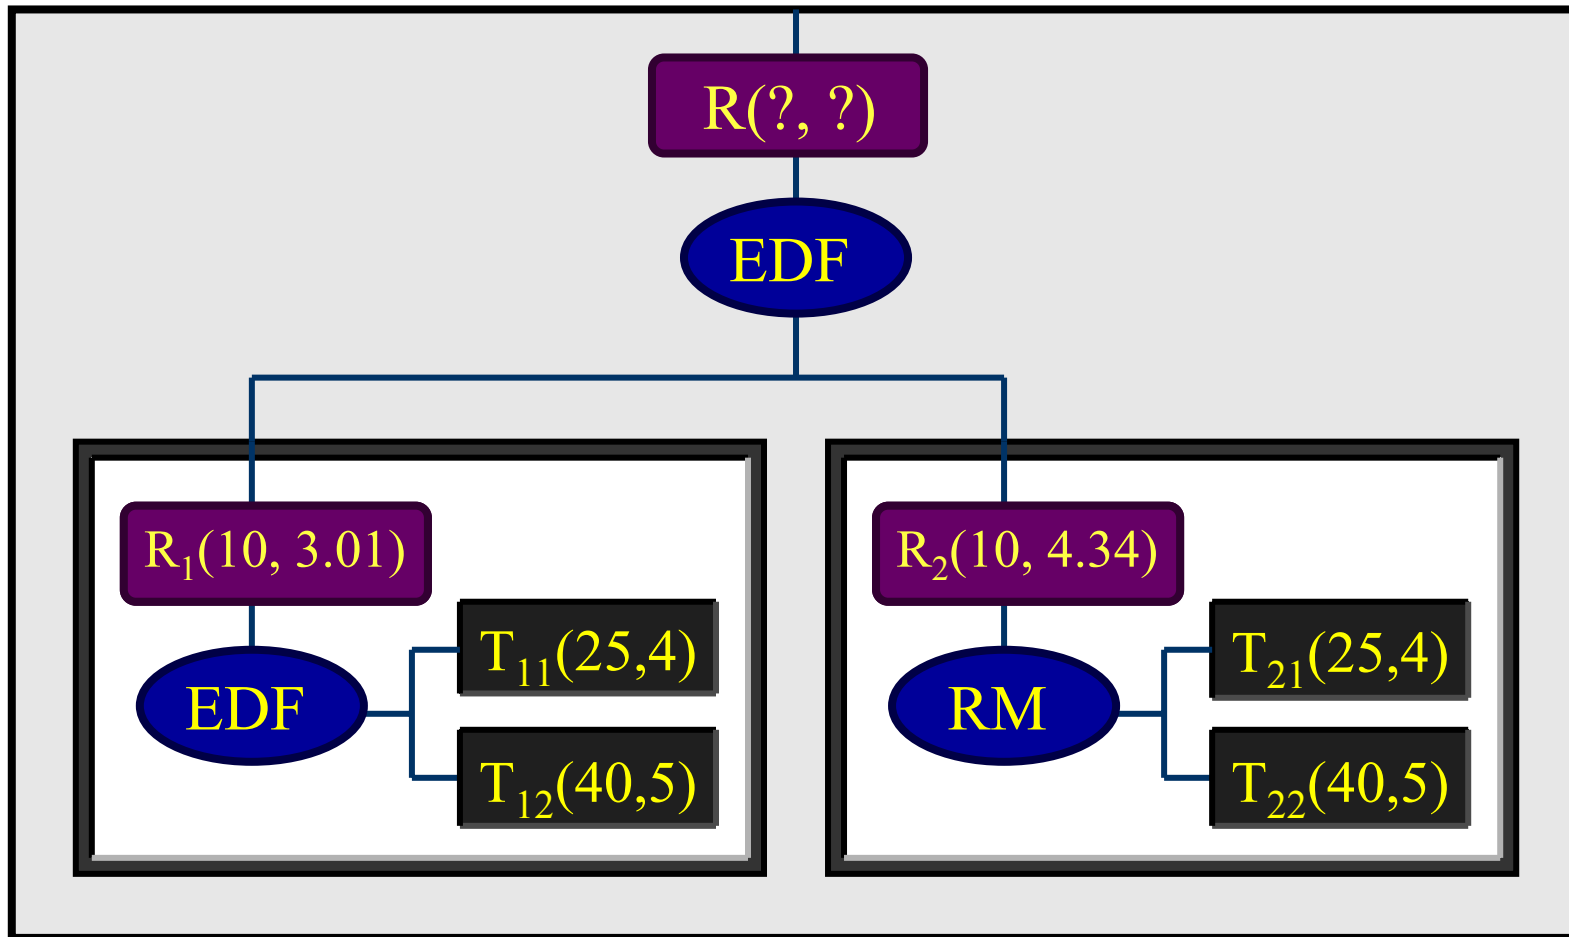 R(?, ?)
EDF
R₁(10, 3.01)
EDF
T₁₁(25,4)
T₁₂(40,5)
R₂(10, 4.34)
RM
T₂₁(25,4)
T₂₂(40,5)